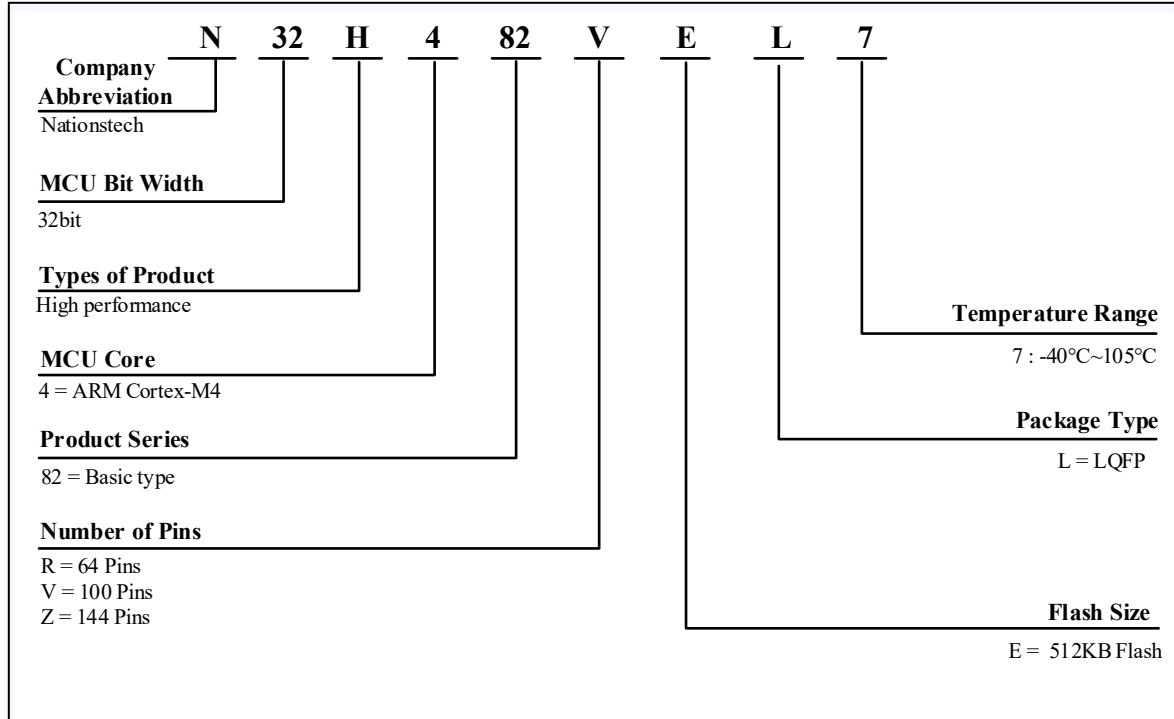 N 32 H 4 82 V E L 7
Company
Abbreviation
Nationstech
MCU Bit Width
32bit
Types of Product
High performance
MCU Core
4 = ARM Cortex-M4
Product Series
82 = Basic type
Number of Pins
R = 64 Pins
V = 100 Pins
Z = 144 Pins
Temperature Range
7 : -40°C~105°C
Package Type
L = LQFP
Flash Size
E = 512KB Flash